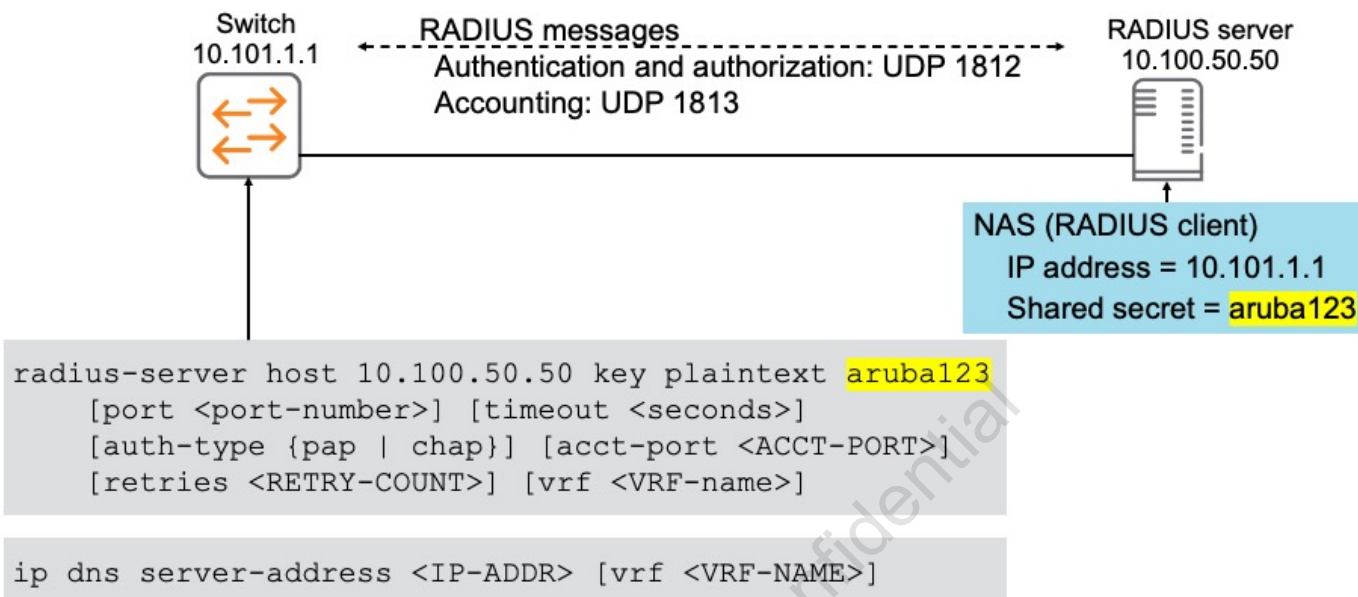 Switch
10.101.1.1
RADIUS messages
Authentication and authorization: UDP 1812
Accounting: UDP 1813
RADIUS server
10.100.50.50
NAS (RADIUS client)
IP address = 10.101.1.1
Shared secret = aruba123
radius-server host 10.100.50.50 key plaintext aruba123
[port <port-number>] [timeout <seconds>]
[auth-type {pap | chap}] [acct-port <ACCT-PORT>]
[retries <RETRY-COUNT>] [vrf <VRF-name>]
ip dns server-address <IP-ADDR> [vrf <VRF-NAME>]